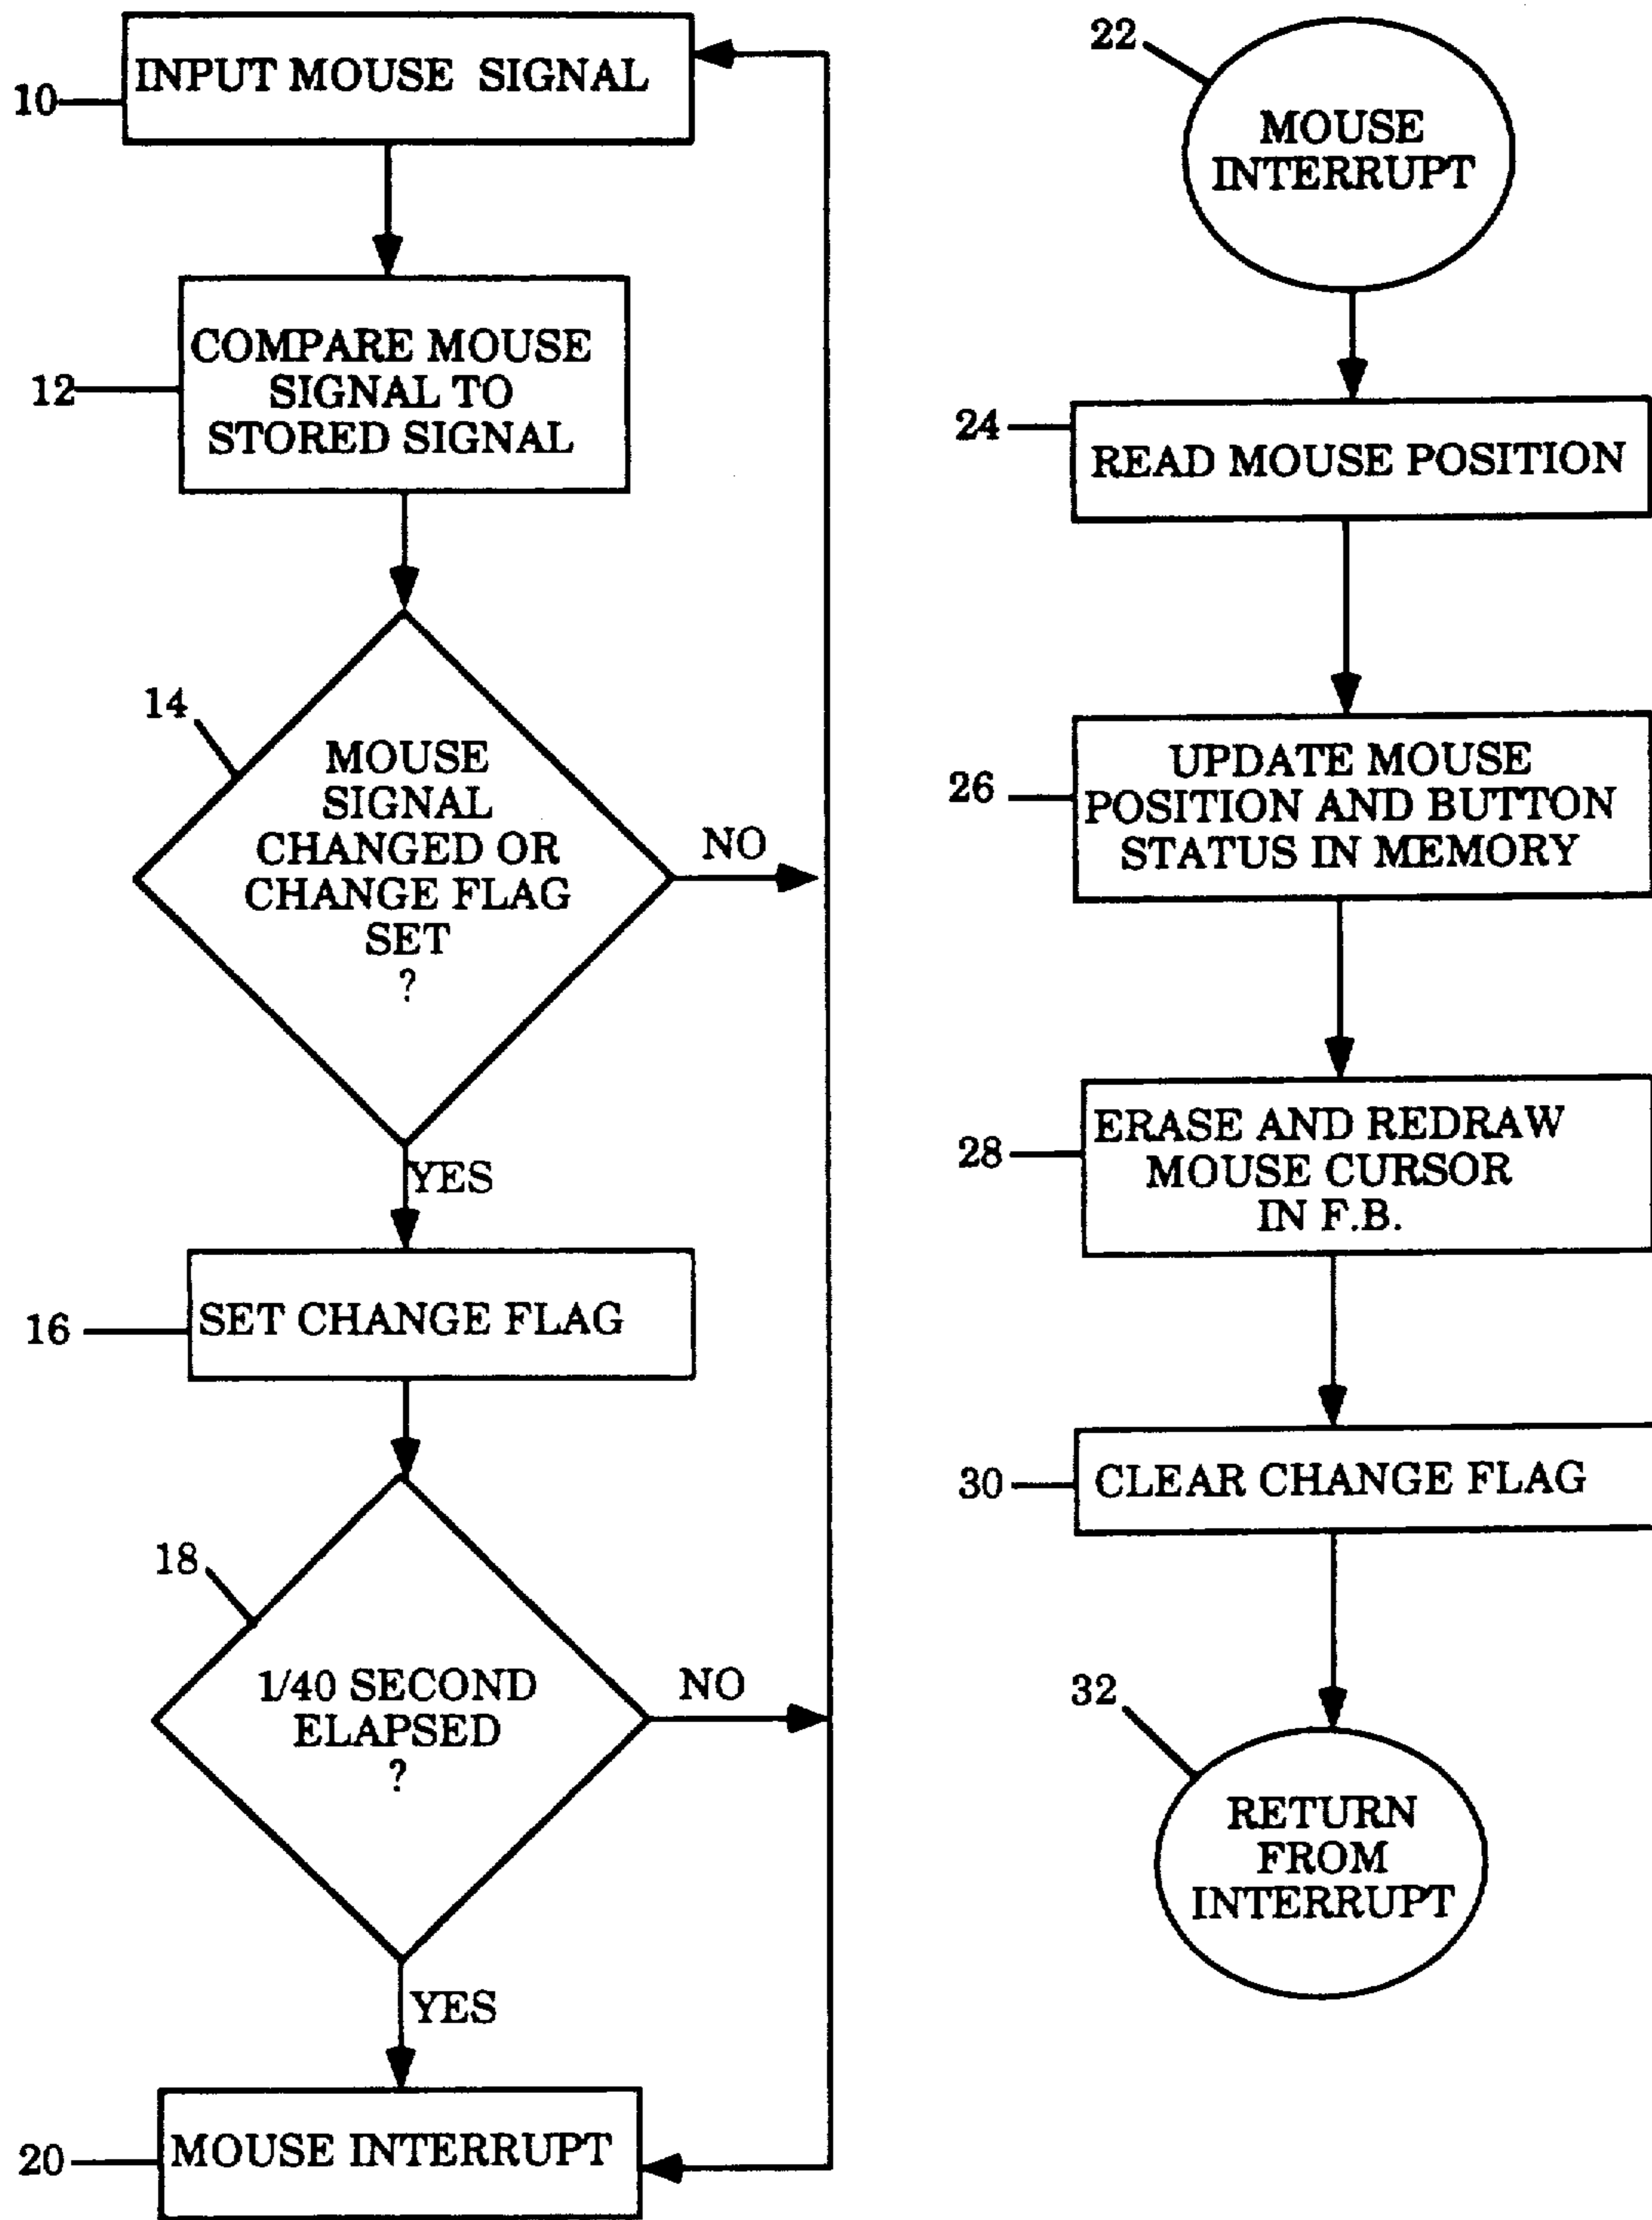 10
INPUT MOUSE SIGNAL
12
COMPARE MOUSE
SIGNAL TO
STORED SIGNAL
14
MOUSE
SIGNAL
CHANGED OR
CHANGE FLAG
SET
?
NO
YES
16
SET CHANGE FLAG
18
1/40 SECOND
ELAPSED
?
NO
YES
20
MOUSE INTERRUPT
22
MOUSE
INTERRUPT
24
READ MOUSE POSITION
26
UPDATE MOUSE
POSITION AND BUTTON
STATUS IN MEMORY
28
ERASE AND REDRAW
MOUSE CURSOR
IN F.B.
30
CLEAR CHANGE FLAG
32
RETURN
FROM
INTERRUPT